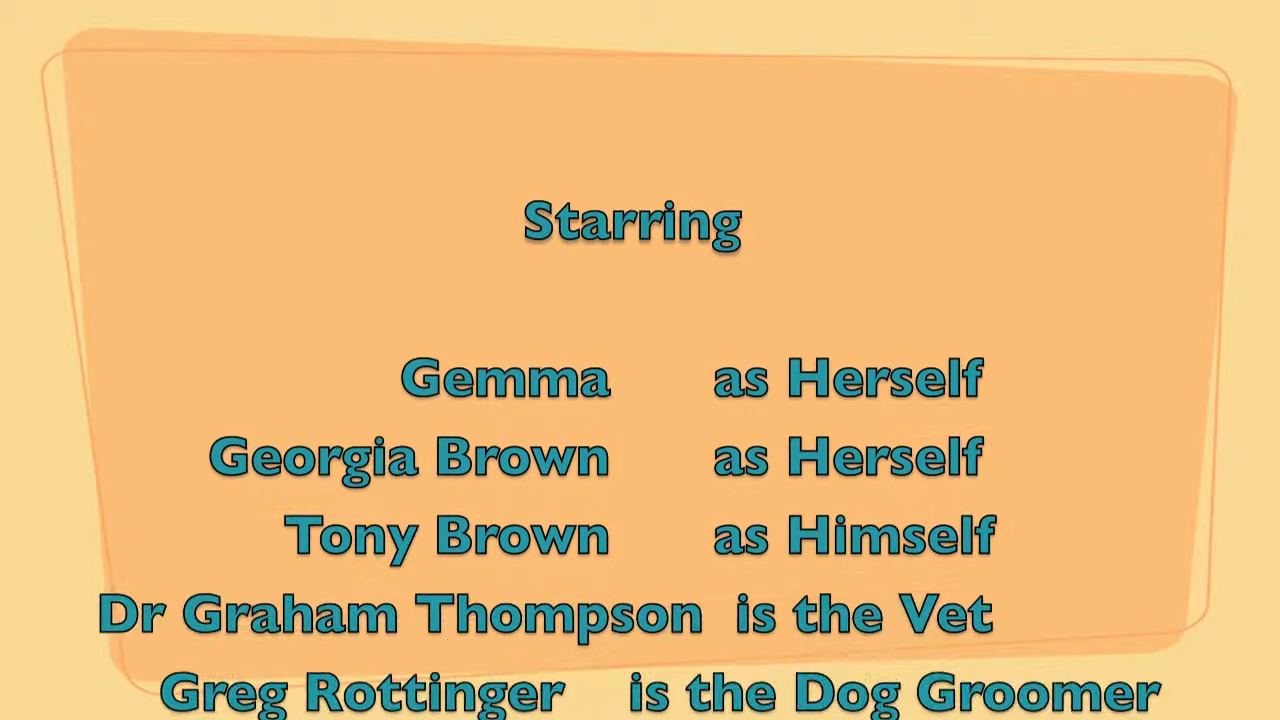 Starring
Gemma as Herself
Georgia Brown as Herself
Tony Brown as Himself
Dr Graham Thompson is the Vet
Greg Rottinger is the Dog Groomer